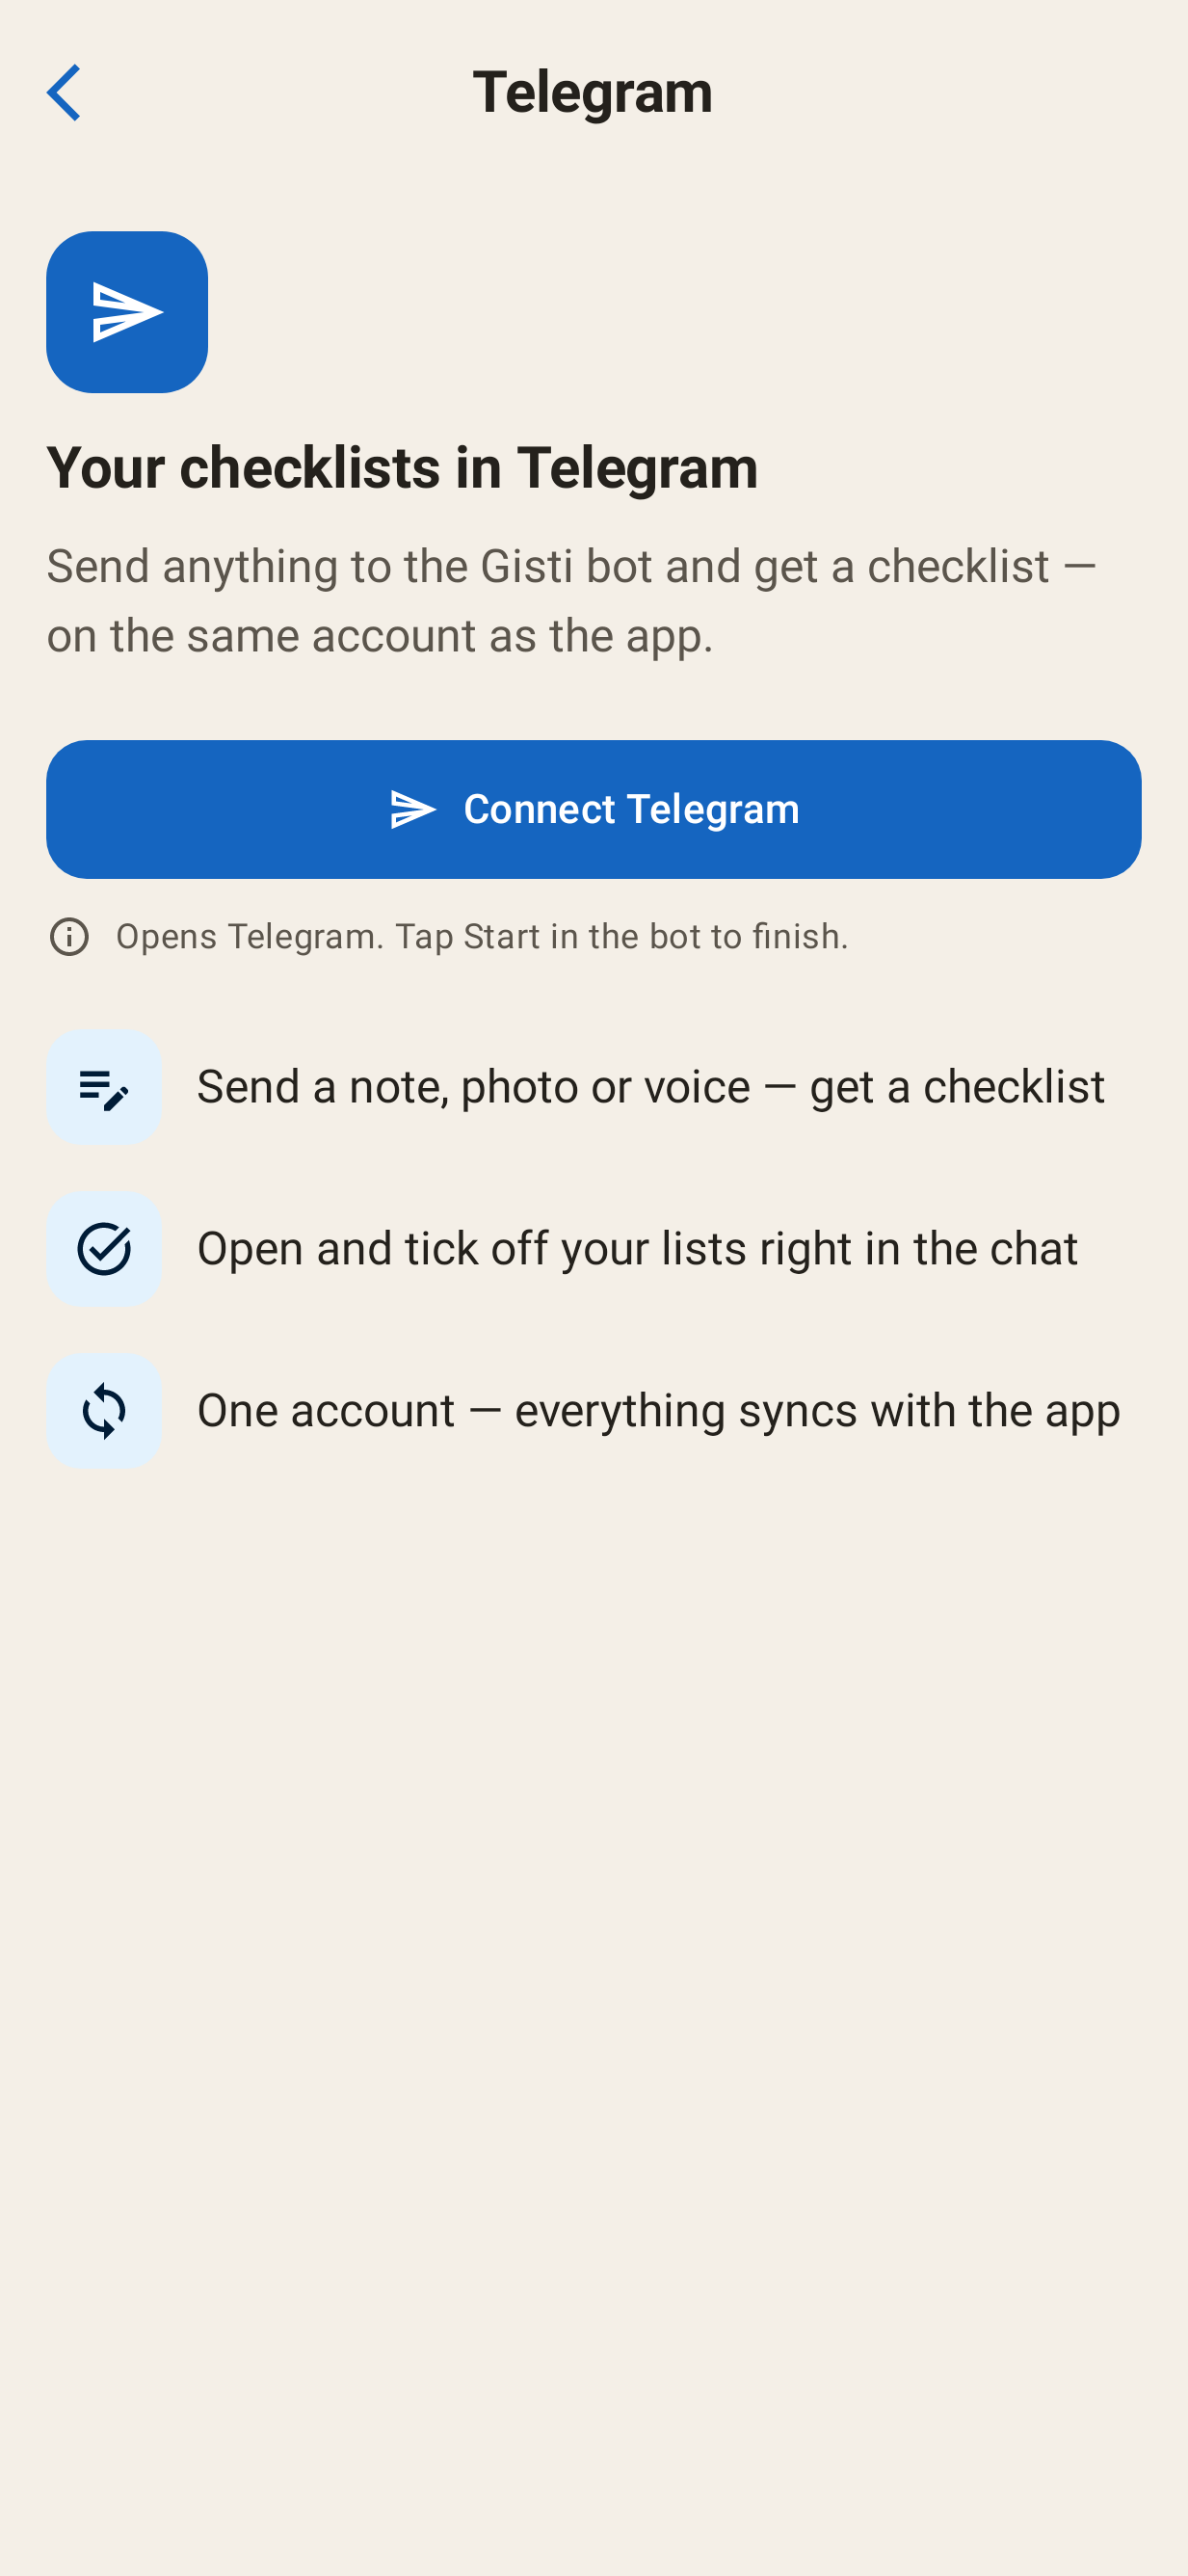 Telegram
Your checklists in Telegram
Send anything to the Gisti bot and get a checklist —
on the same account as the app.
Connect Telegram
Opens Telegram. Tap Start in the bot to finish.
Send a note, photo or voice — get a checklist
Open and tick off your lists right in the chat
One account — everything syncs with the app